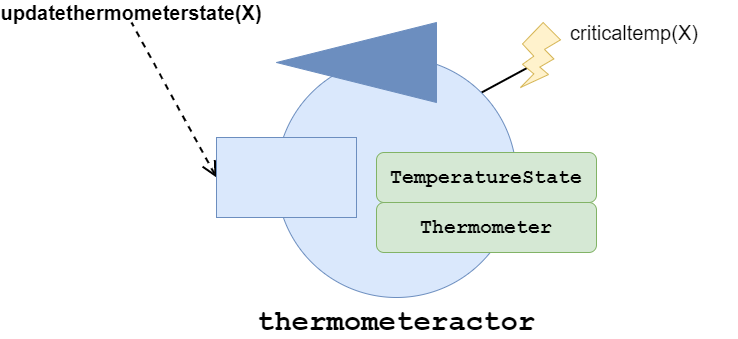 updatethermometerstate(X)
criticaltemp(X)
TemperatureState
Thermometer
thermometeractor